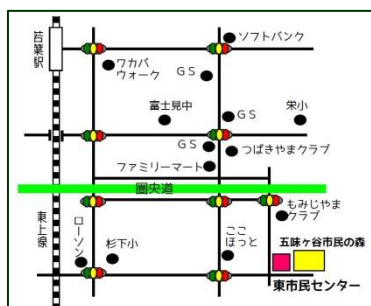 若葉駅
ソフトバンク
ワカバ
ウォーク
GS
富士見中
GS
栄小
GS
つばきやまクラブ
ファミリーマート
圏央道
東上線
ローソン
杉下小
ここ
ほっと
もみじやま
クラブ
五味ヶ谷市民の森
東市民センター